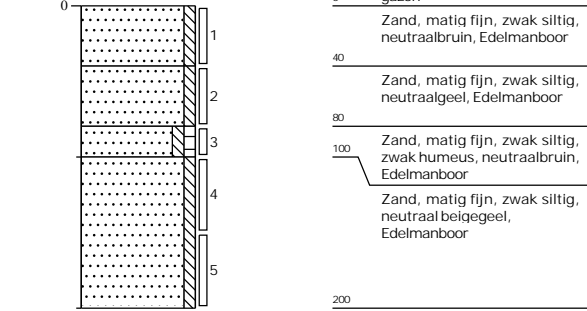 0
1
2
3
4
5
Zand, matig fijn, zwak siltig,
neutraalbruin, Edelmanboor
40
Zand, matig fijn, zwak siltig,
neutraalgeel, Edelmanboor
80
Zand, matig fijn, zwak siltig,
zwak humeus, neutraalbruin,
Edelmanboor
100
Zand, matig fijn, zwak siltig,
neutraal beigegeel,
Edelmanboor
200